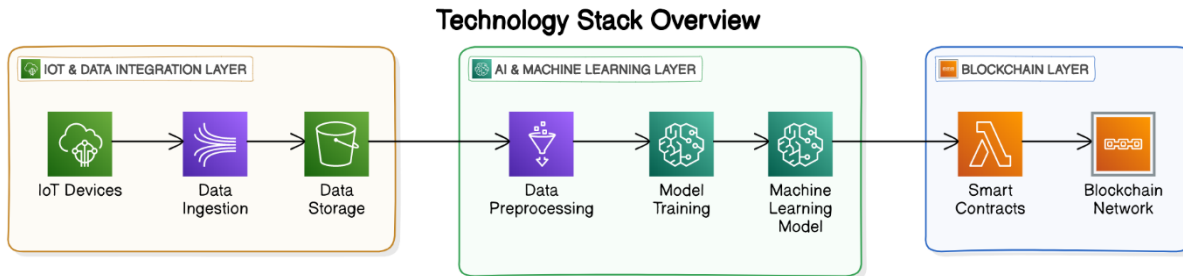 Technology Stack Overview
IOT & DATA INTEGRATION LAYER
IoT Devices
Data
Ingestion
Data
Storage
AI & MACHINE LEARNING LAYER
Data
Preprocessing
Model
Training
Machine
Learning
Model
BLOCKCHAIN LAYER
Smart
Contracts
Blockchain
Network